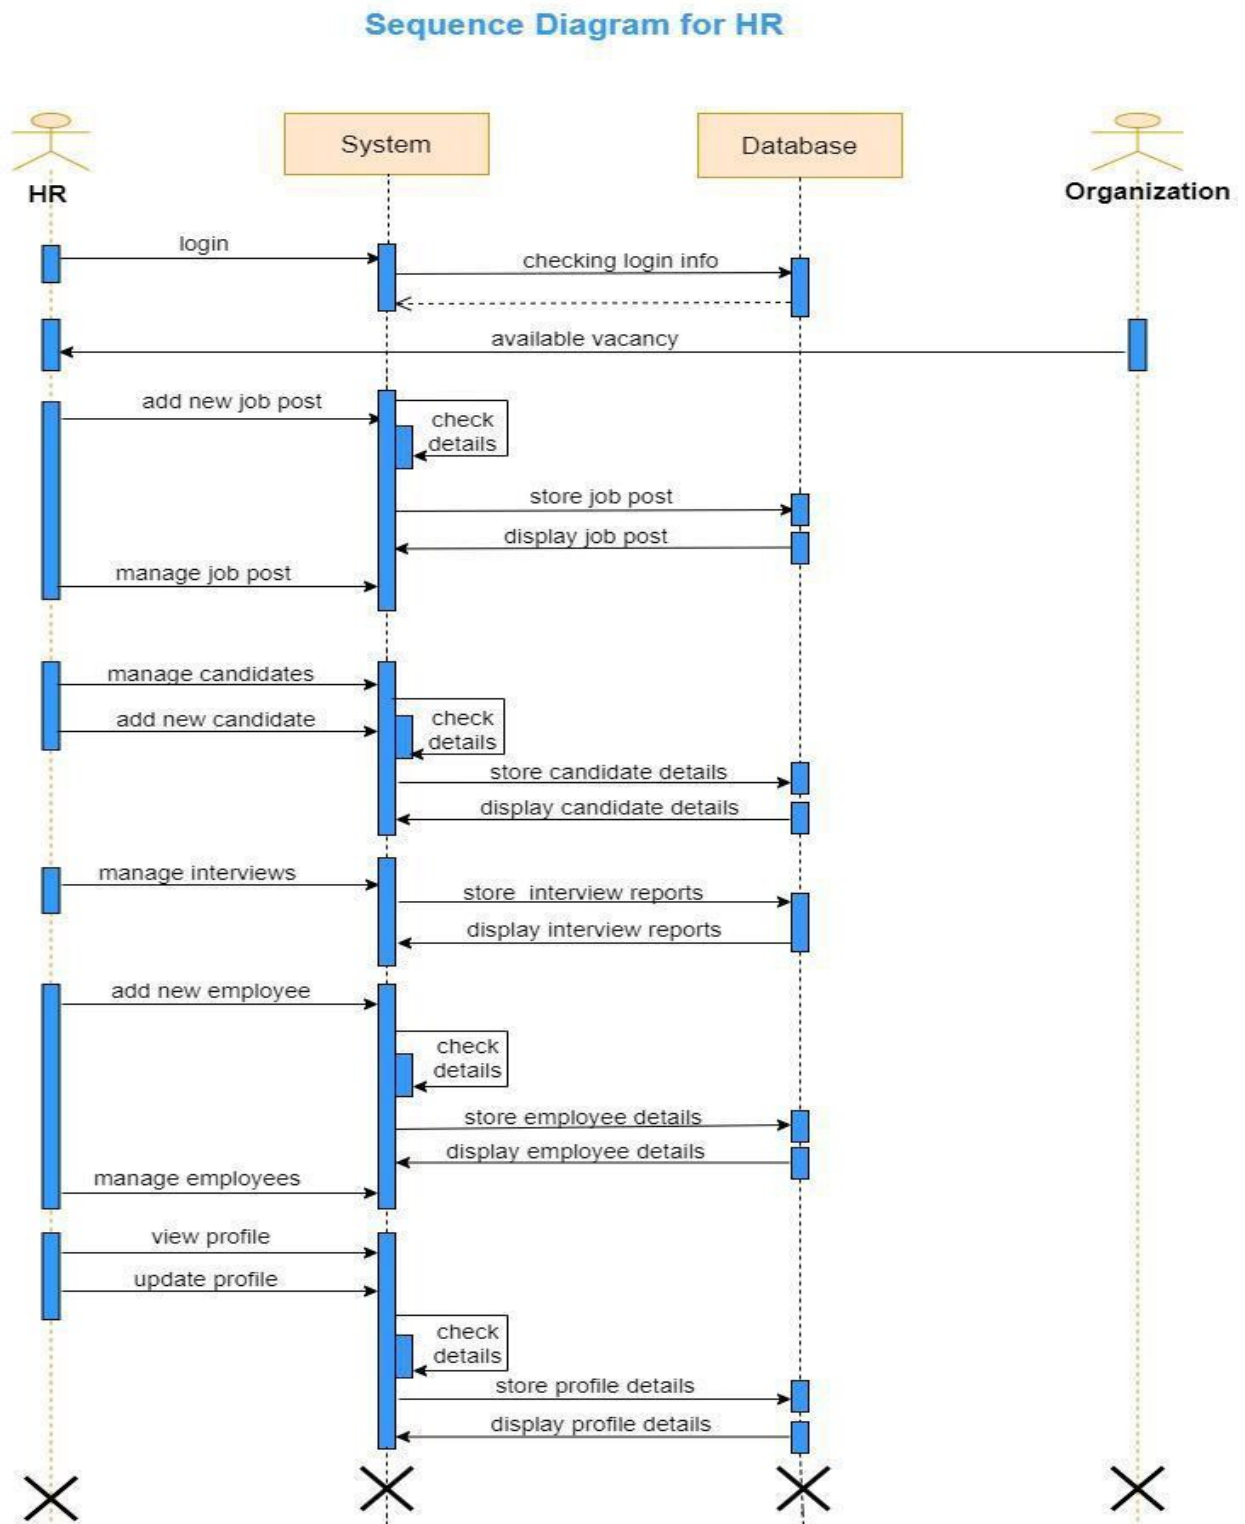 Sequence Diagram for HR
System
Database
HR
Organization
login
checking login info
available vacancy
add new job post
check
details
store job post
display job post
manage job post
manage candidates
add new candidate
check
details
store candidate details
display candidate details
manage interviews
store interview reports
display interview reports
add new employee
check
details
store employee details
display employee details
manage employees
view profile
update profile
check
details
store profile details
display profile details